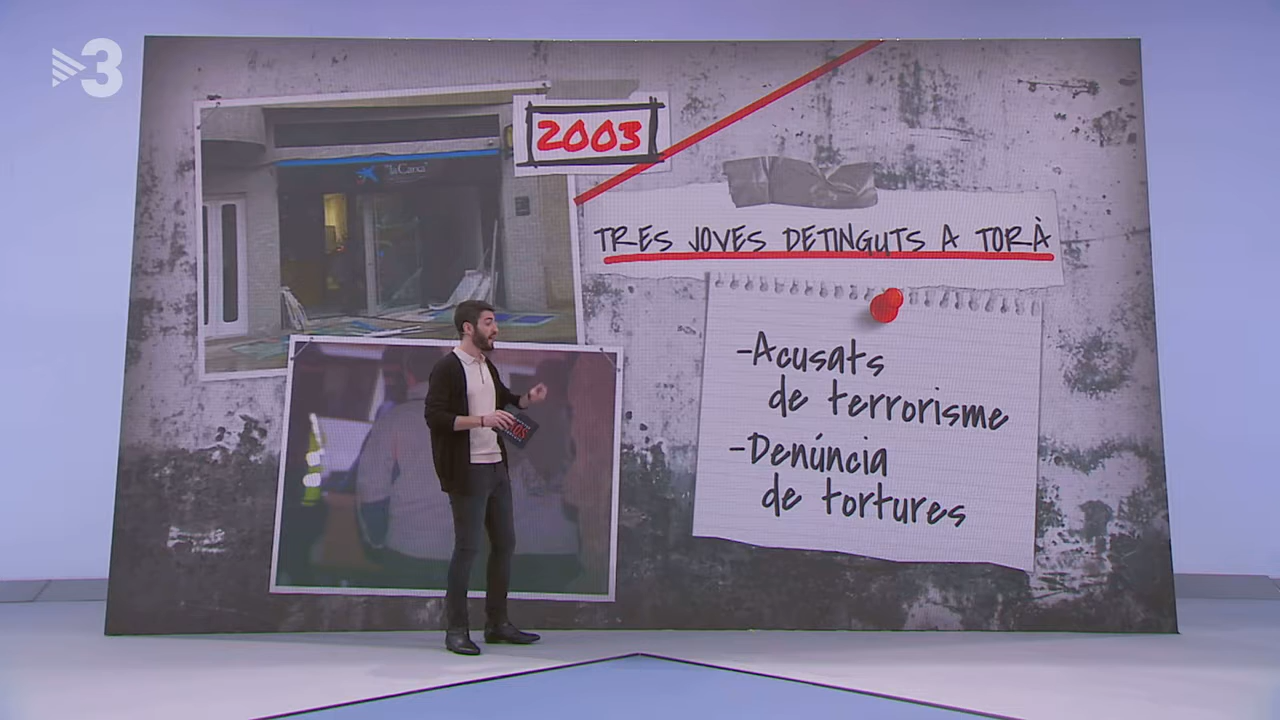 3
2003
"la Caixa"
TRES JOVES DETINGUTS A TORÀ
-Acusats
de terrorisme
-Denúncia
de tortures